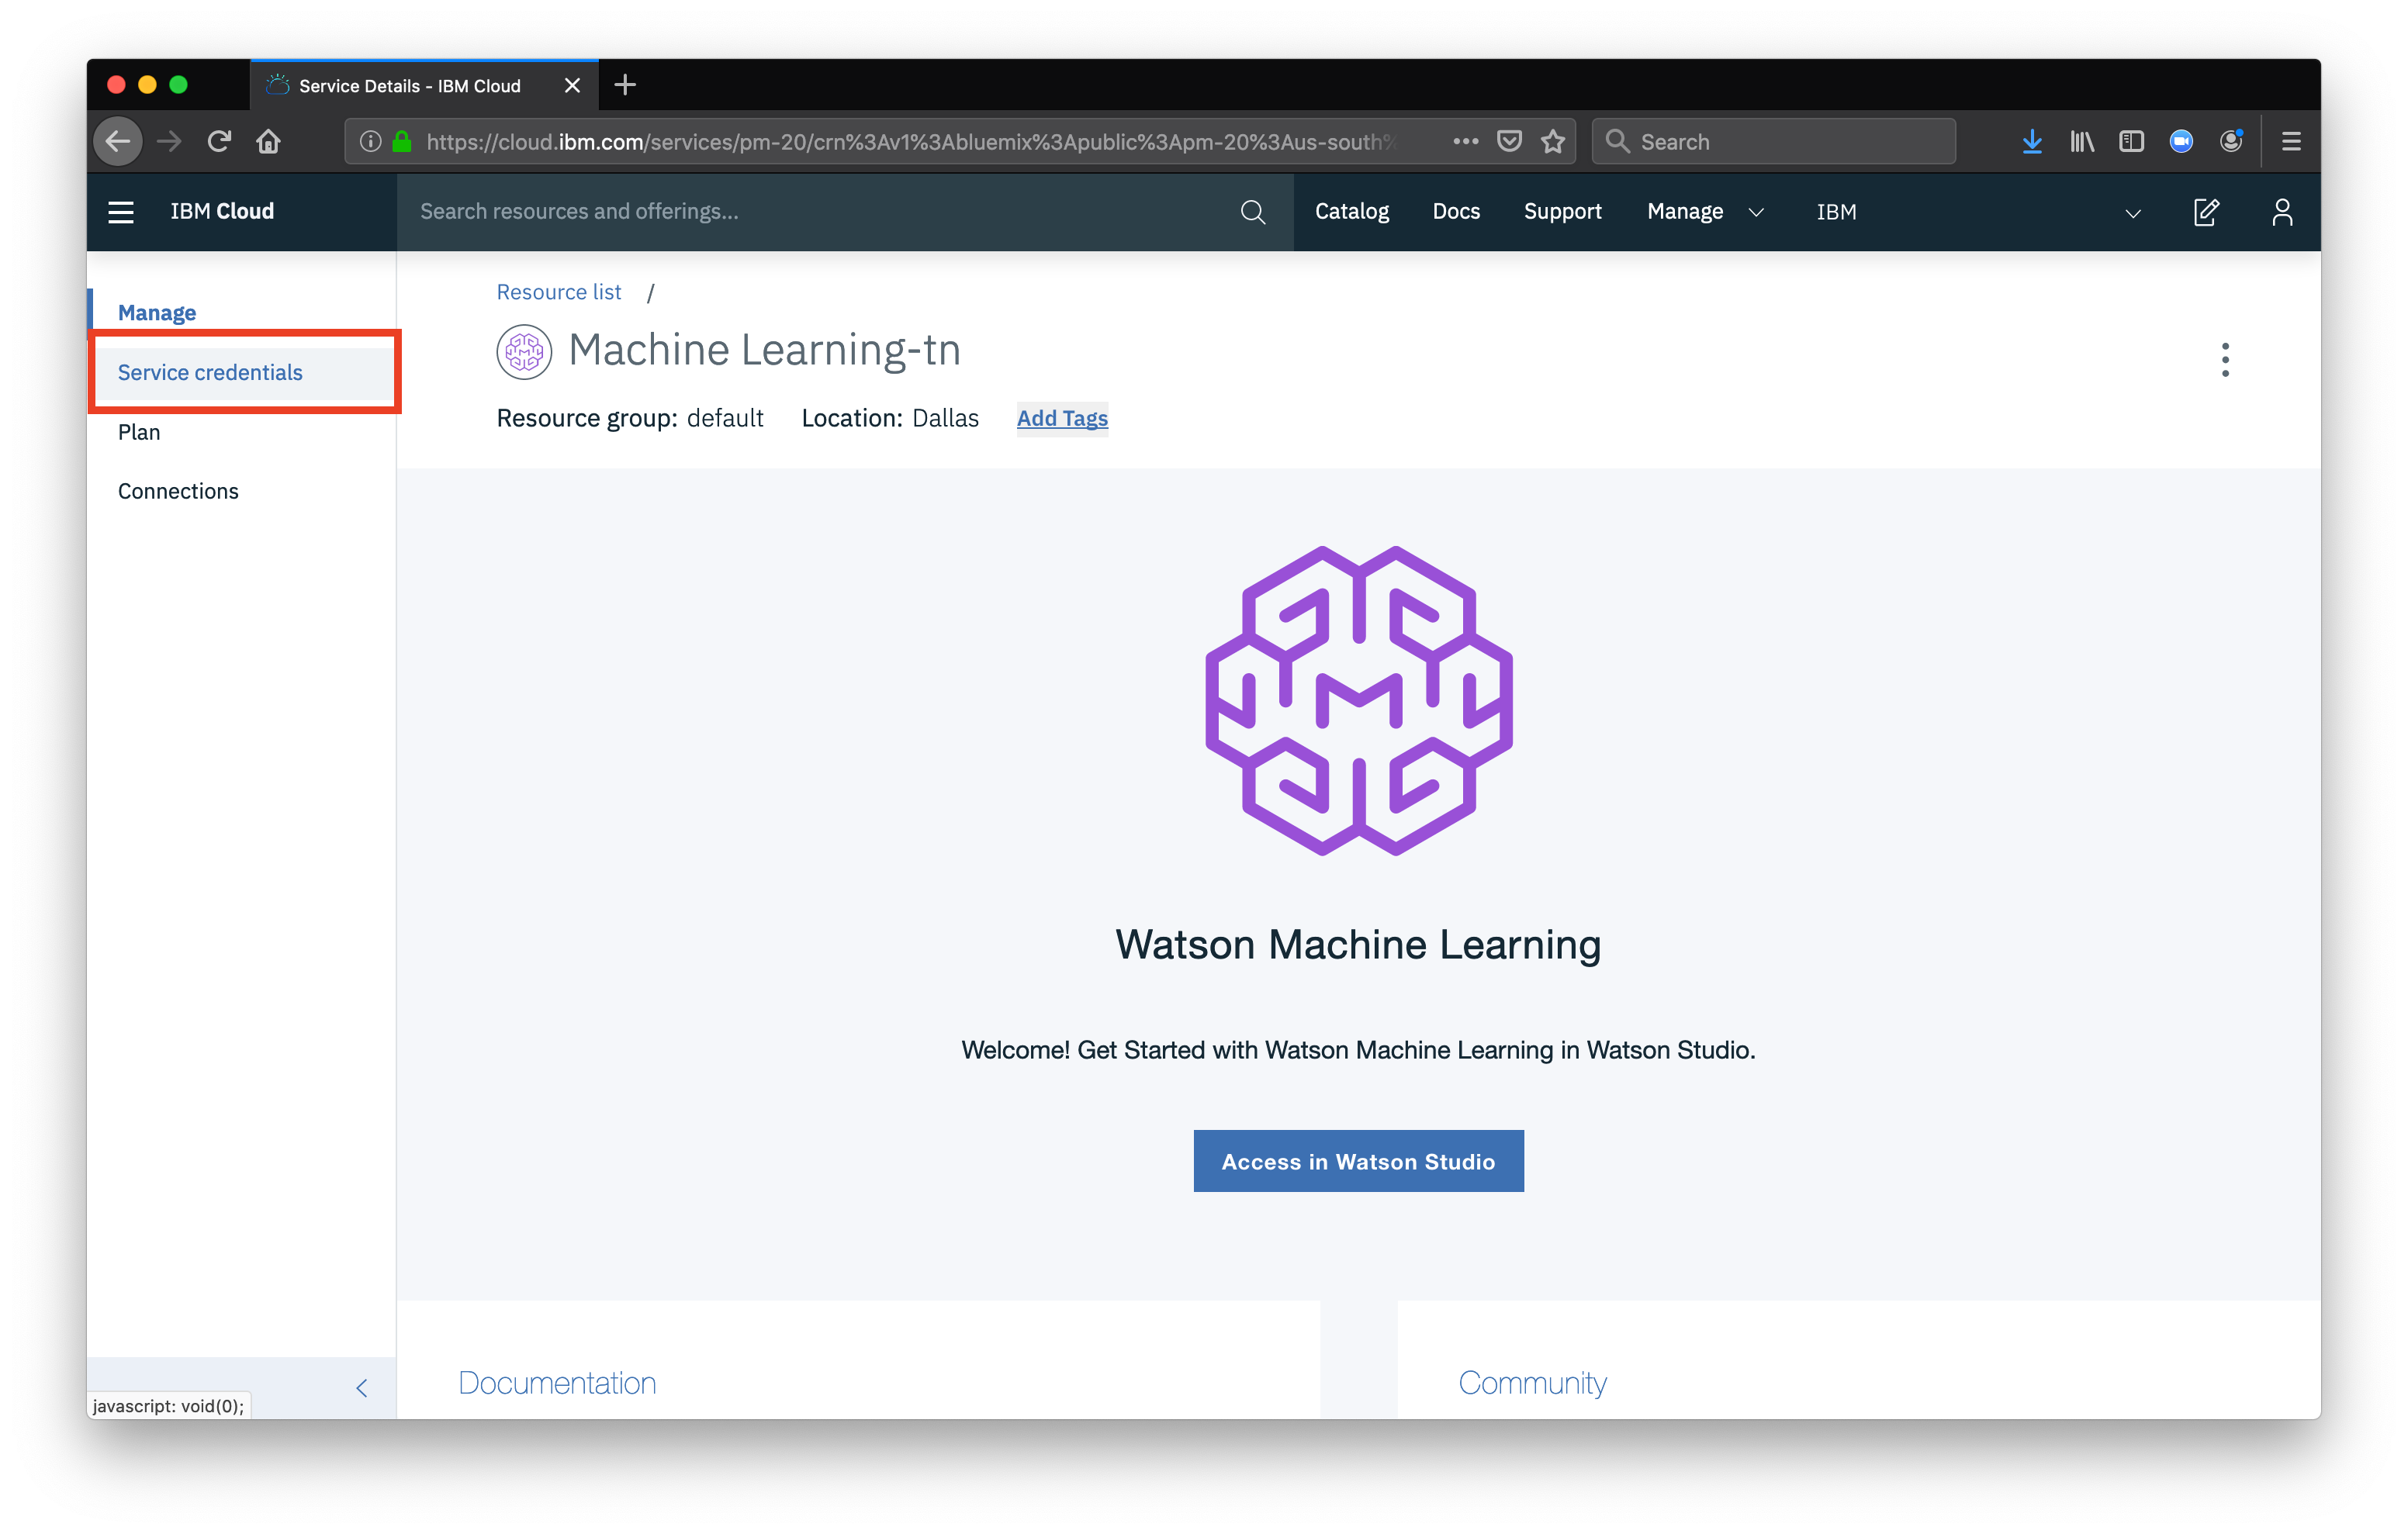 Service Details - IBM Cloud
https://cloud.ibm.com/services/pm-20/crn%3Av1%3Abluemix%3Apublic%3Apm-20%3Aus-south%
Search
IBM Cloud
Search resources and offerings...
Catalog
Docs
Support
Manage
IBM
Manage
Service credentials
Plan
Connections
Resource list /
Machine Learning-tn
Resource group: default Location: Dallas Add Tags
Watson Machine Learning
Welcome! Get Started with Watson Machine Learning in Watson Studio.
Access in Watson Studio
Documentation
Community
javascript: void(0);